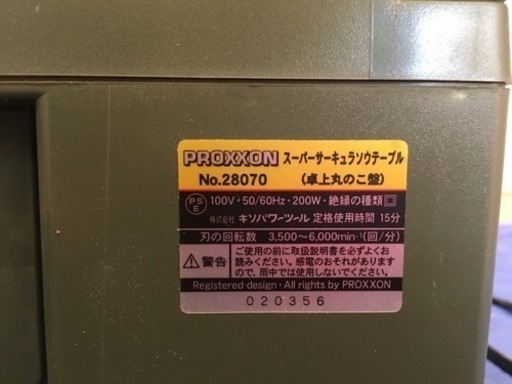 PROXXON スーパーサーキュラソウテーブル
No.28070 (卓上丸のこ盤)
PSE 100V・50/60Hz・200W・絶縁の種類回
株式会社 キソパワーツール 定格使用時間 15分
刃の回転数 3,500～6,000min⁻¹(回/分)
警告 ご使用の前に取扱説明書を必ずよくお
読みください。感電のおそれがあります
ので、雨中では使用しないでください。
Registered design・All rights by PROXXON
020356